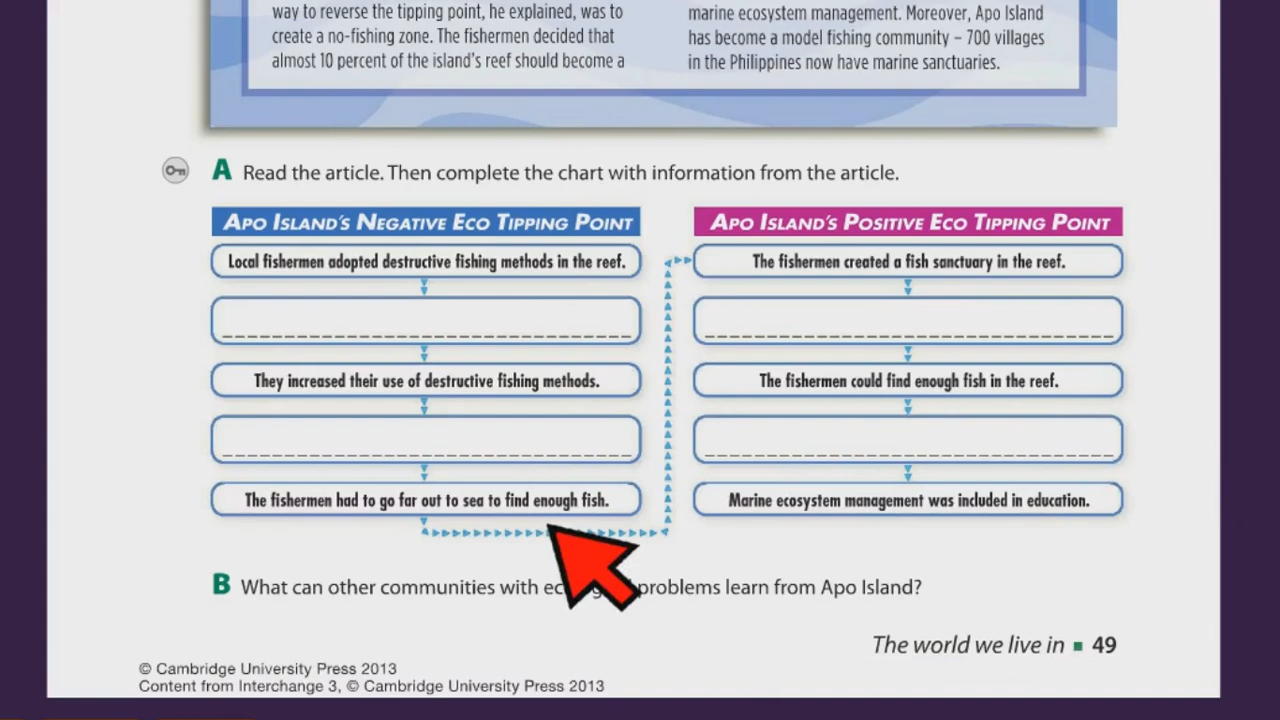 way to reverse the tipping point, he explained, was to
create a no-fishing zone. The fishermen decided that
almost 10 percent of the island's reef should become a
marine ecosystem management. Moreover, Apo Island
has become a model fishing community – 700 villages
in the Philippines now have marine sanctuaries.
A Read the article. Then complete the chart with information from the article.
APO ISLAND'S NEGATIVE ECO TIPPING POINT
Local fishermen adopted destructive fishing methods in the reef.
They increased their use of destructive fishing methods.
The fishermen had to go far out to sea to find enough fish.
APO ISLAND'S POSITIVE ECO TIPPING POINT
The fishermen created a fish sanctuary in the reef.
The fishermen could find enough fish in the reef.
Marine ecosystem management was included in education.
B What can other communities with problems learn from Apo Island?
The world we live in ▪ 49
© Cambridge University Press 2013
Content from Interchange 3, © Cambridge University Press 2013